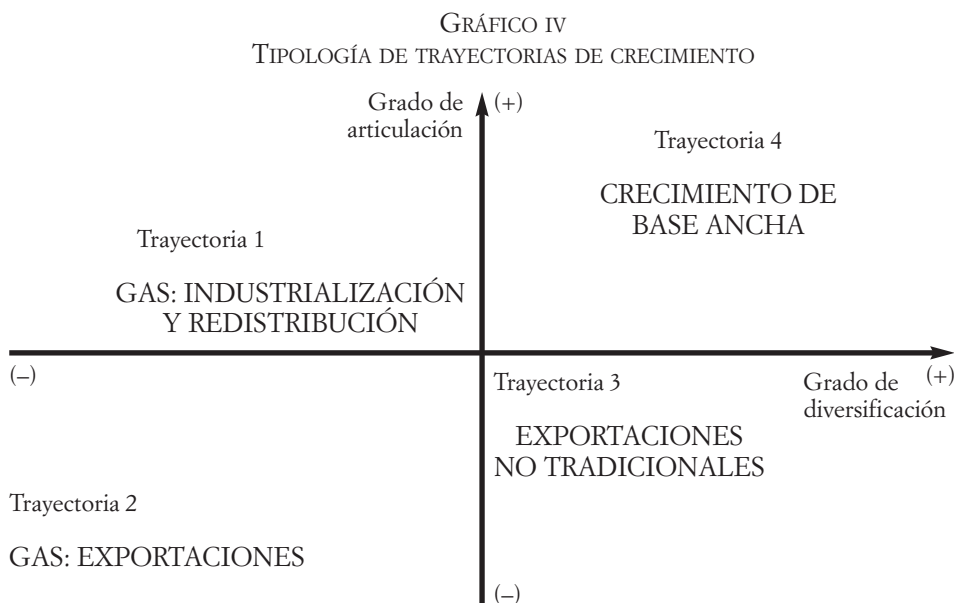 GRÁFICO IV
TIPOLOGÍA DE TRAYECTORIAS DE CRECIMIENTO
Grado de
articulación
(+)
Trayectoria 4
CRECIMIENTO DE
BASE ANCHA
Trayectoria 1
GAS: INDUSTRIALIZACIÓN
Y REDISTRIBUCIÓN
(–)
Trayectoria 3
Grado de
diversificación
(+)
EXPORTACIONES
NO TRADICIONALES
Trayectoria 2
GAS: EXPORTACIONES
(–)